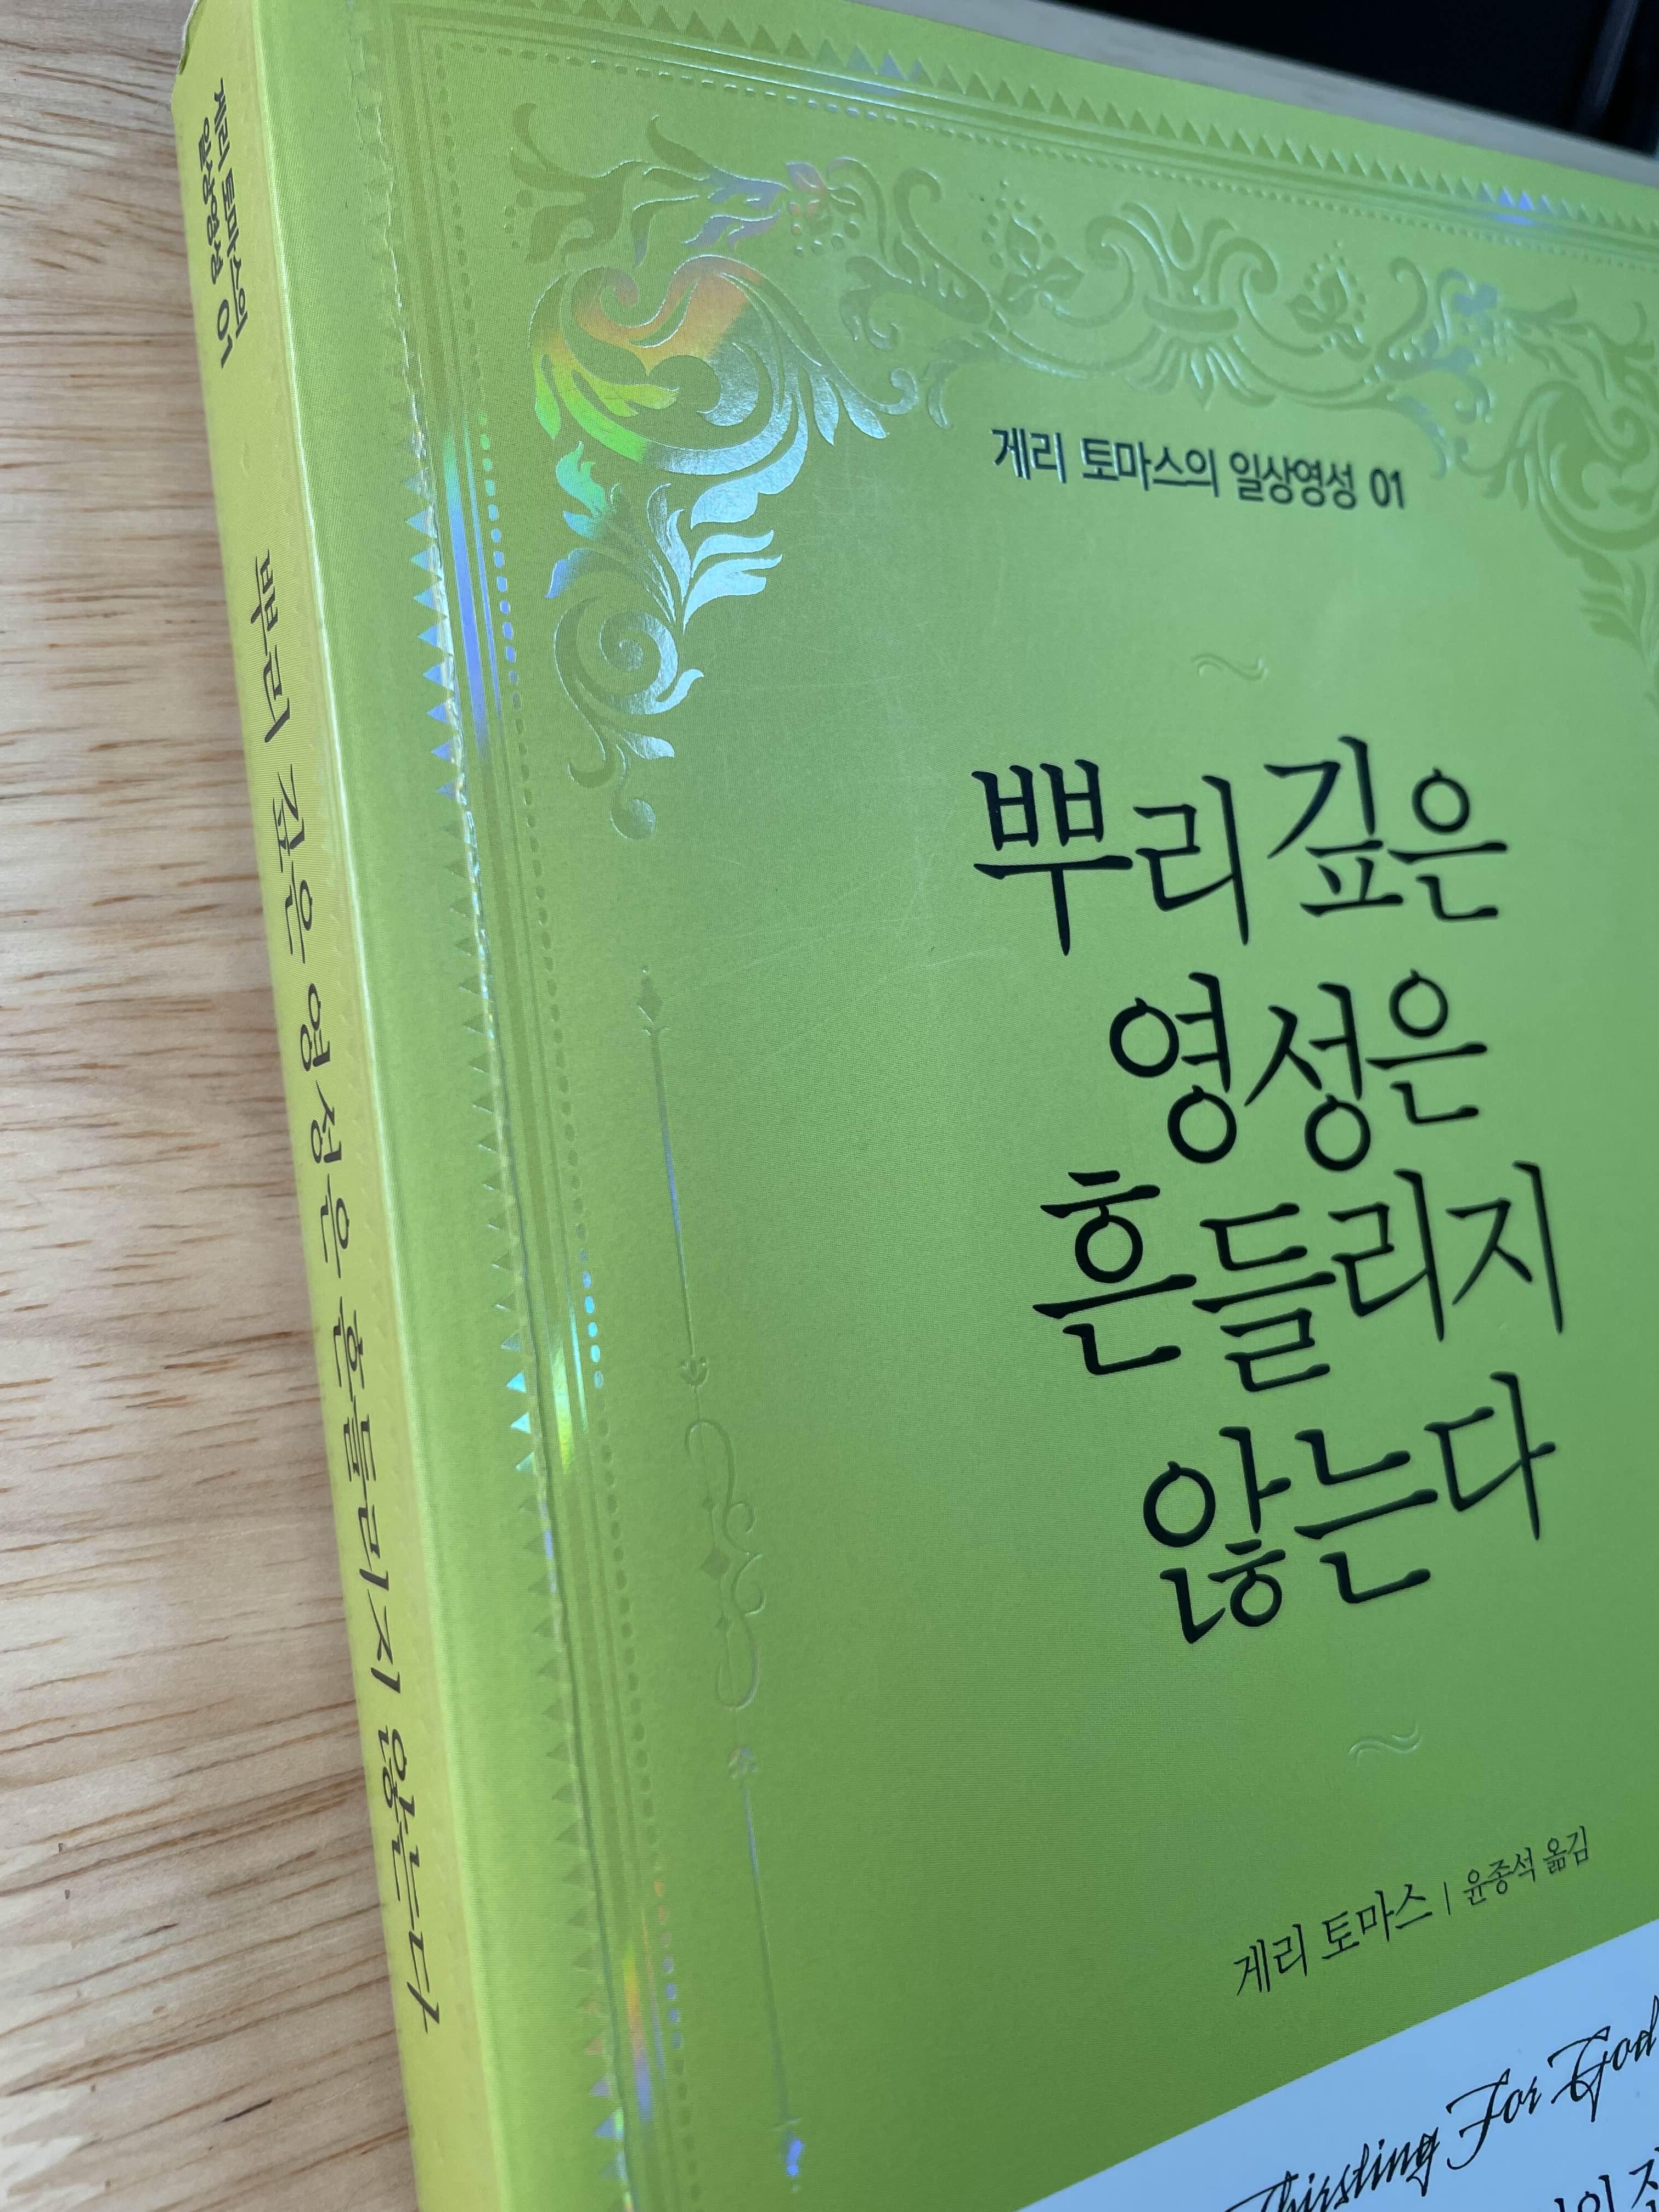 게리 토마스의
일상영성 01
뿌리 깊은 영성은 흔들리지 않는다
게리 토마스의 일상영성 01
뿌리 깊은
영성은
흔들리지
않는다
게리 토마스 | 윤종석 옮김
Thirsting For God